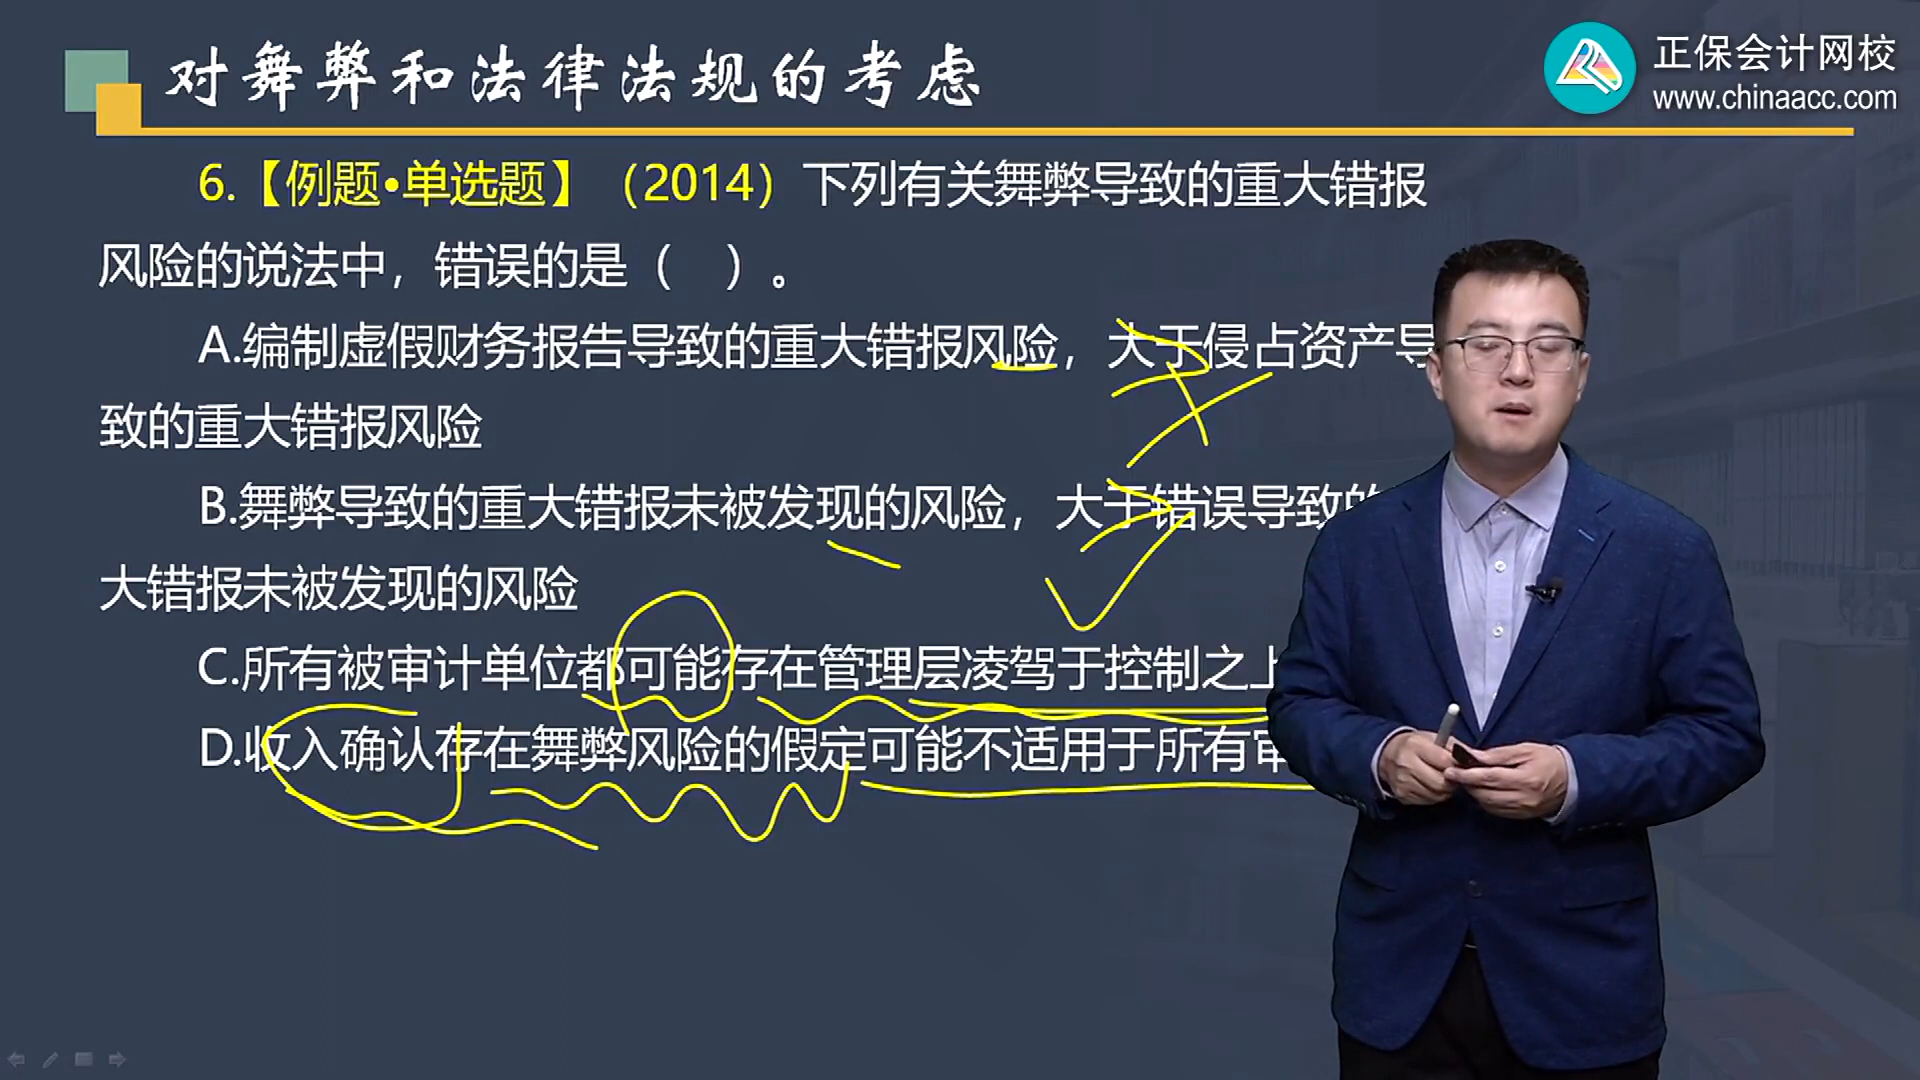 对舞弊和法律法规的考虑
正保会计网校
www.chinaacc.com
6.【例题•单选题】（2014）下列有关舞弊导致的重大错报
风险的说法中，错误的是（ ）。
A.编制虚假财务报告导致的重大错报风险，大于侵占资产导
致的重大错报风险
B.舞弊导致的重大错报未被发现的风险，大于错误导致的
大错报未被发现的风险
C.所有被审计单位都可能存在管理层凌驾于控制之上
D.收入确认存在舞弊风险的假定可能不适用于所有审